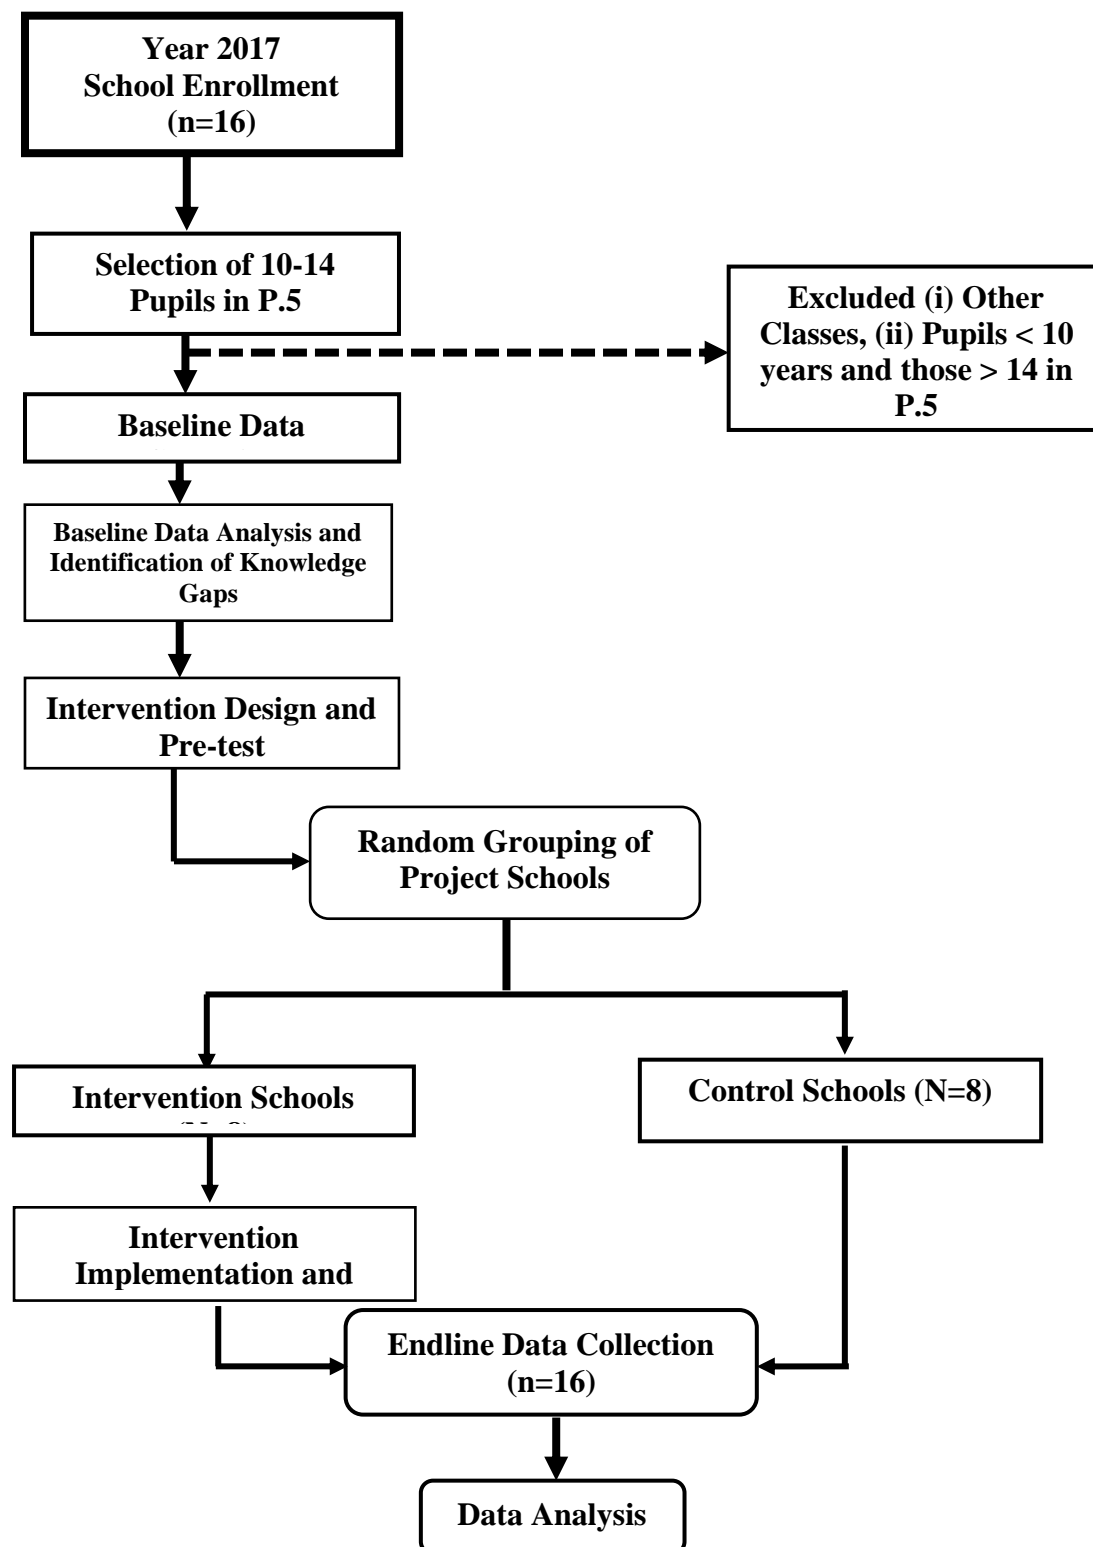 Year 2017
School Enrollment
(n=16)
Selection of 10-14
Pupils in P.5
Excluded (i) Other
Classes, (ii) Pupils < 10
years and those > 14 in
P.5
Baseline Data
Baseline Data Analysis and
Identification of Knowledge
Gaps
Intervention Design and
Pre-test
Random Grouping of
Project Schools
Intervention Schools
Control Schools (N=8)
Intervention
Implementation and
Endline Data Collection
(n=16)
Data Analysis